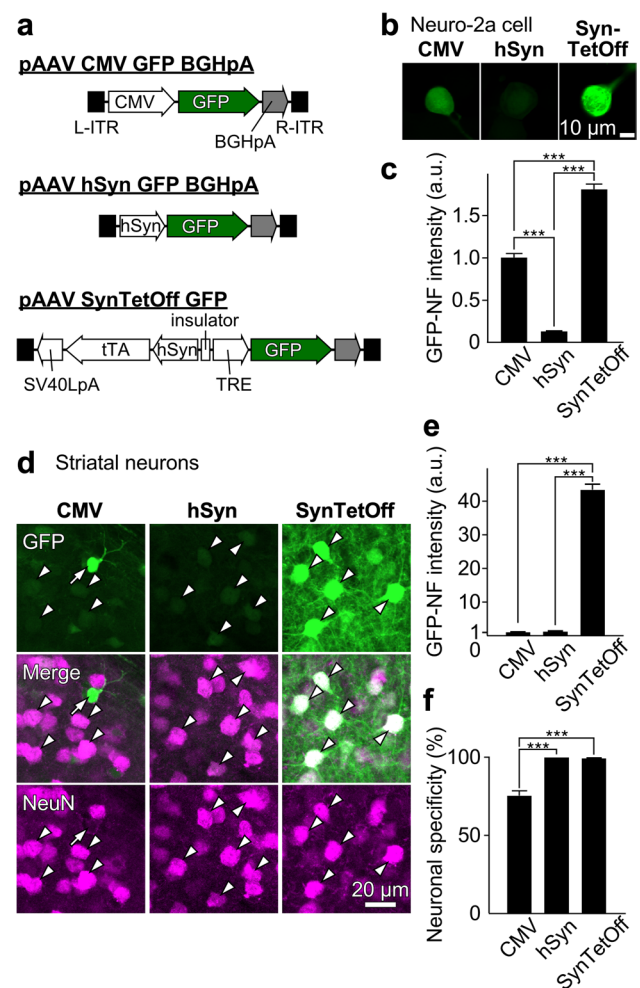 a
pAAV CMV GFP BGHpA
CMV
GFP
L-ITR
R-ITR
BGHpA
pAAV hSyn GFP BGHpA
hSyn
GFP
pAAV SynTetOff GFP
insulator
tTA
hSyn
GFP
SV40LpA
TRE
b Neuro-2a cell
CMV hSyn Syn-
TetOff
10 µm
c
GFP-NF intensity (a.u.)
***
***
***
1.5
1.0
0.5
0.0
CMV
hSyn
SynTetOff
d Striatal neurons
CMV hSyn SynTetOff
GFP
Merge
NeuN
20 µm
e
GFP-NF intensity (a.u.)
***
***
40
30
20
10
1
0
CMV
hSyn
SynTetOff
f
Neuronal specificity (%)
***
***
100
50
0
CMV
hSyn
SynTetOff